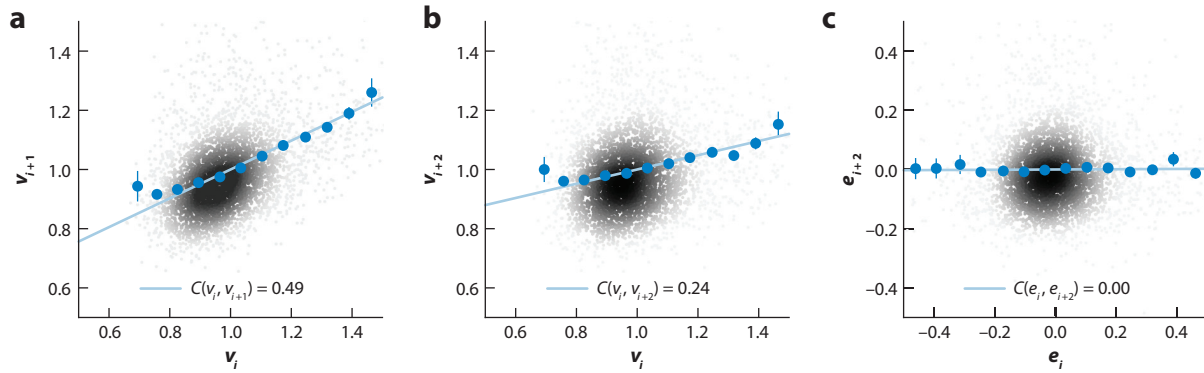 a
1.4
1.2
1.0
0.8
0.6
v_{i+1}
C(v_i, v_{i+1}) = 0.49
0.6 0.8 1.0 1.2 1.4
v_i
b
1.4
1.2
1.0
0.8
0.6
v_{i+2}
C(v_i, v_{i+2}) = 0.24
0.6 0.8 1.0 1.2 1.4
v_i
c
0.4
0.2
0.0
−0.2
−0.4
e_{i+2}
C(e_i, e_{i+2}) = 0.00
−0.4 −0.2 0.0 0.2 0.4
e_i